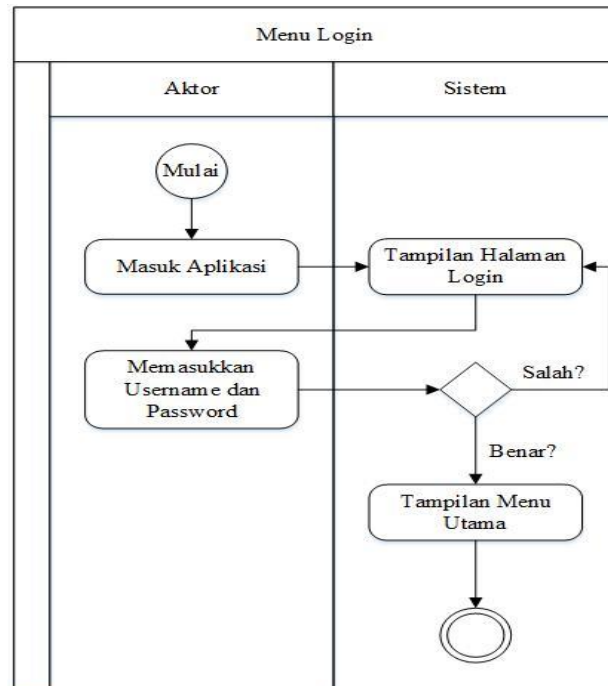 Menu Login
Aktor
Sistem
Mulai
Masuk Aplikasi
Tampilan Halaman
Login
Memasukkan
Username dan
Password
Salah?
Benar?
Tampilan Menu
Utama